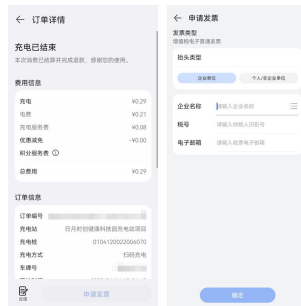 ← 订单详情
充电已结束
本次消费已结算并完成退款，感谢您的使用。
费用信息
充电 ¥0.29
电费 ¥0.21
充电服务费 ¥0.08
优惠减免 -¥0.00
积分服务费
总费用 ¥0.29
订单信息
订单编号
充电站 日月时创健康科技园充电站项目
充电桩 0104120022006070
充电方式 扫码充电
车牌号
申请发票
← 申请发票
发票类型
增值税电子普通发票
抬头类型
企业单位 个人/非企业单位
企业名称 请输入企业名称
税号 请输入纳税人识别号
电子邮箱 请输入收票电子邮箱
确定